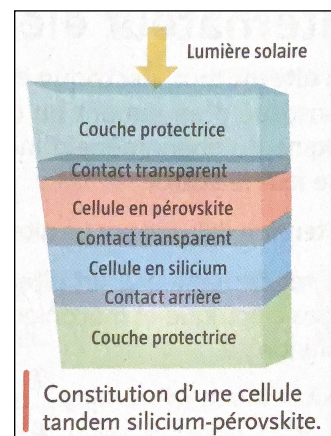 Lumière solaire
Couche protectrice
Contact transparent
Cellule en pérovskite
Contact transparent
Cellule en silicium
Contact arrière
Couche protectrice
Constitution d'une cellule
tandem silicium-pérovskite.